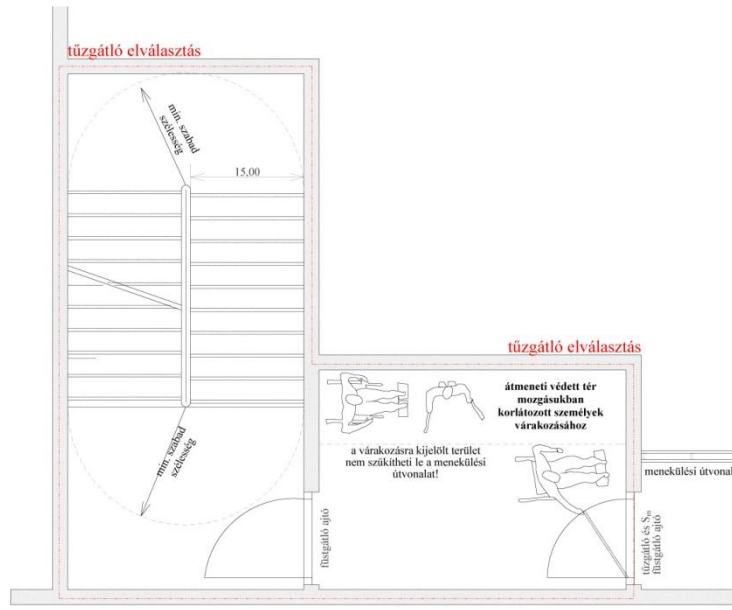 tűzgátló elválasztás
min. szabad
szélesség
15,00
tűzgátló elválasztás
átmeneti védett tér
mozgásukban
korlátozott személyek
várakozásához
a várakozásra kijelölt terület
nem szűkítheti le a menekülési
útvonalat!
min. szabad
szélesség
menekülési útvonal
füstgátló ajtó
tűzgátló és Sm
füstgátló ajtó